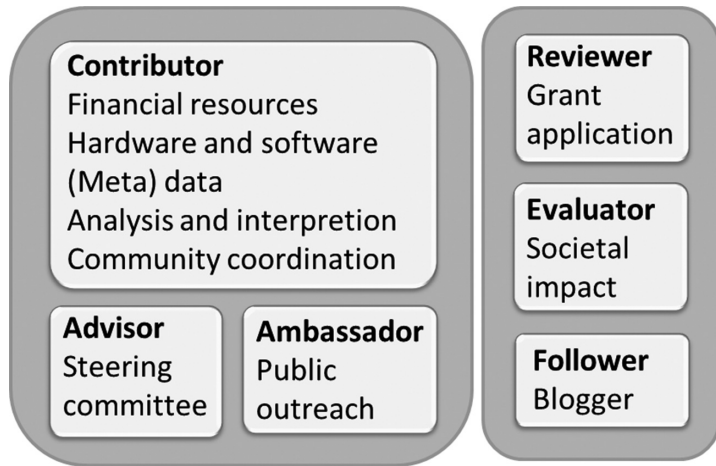 Contributor
Financial resources
Hardware and software
(Meta) data
Analysis and interpretion
Community coordination
Advisor
Steering
committee
Ambassador
Public
outreach
Reviewer
Grant
application
Evaluator
Societal
impact
Follower
Blogger